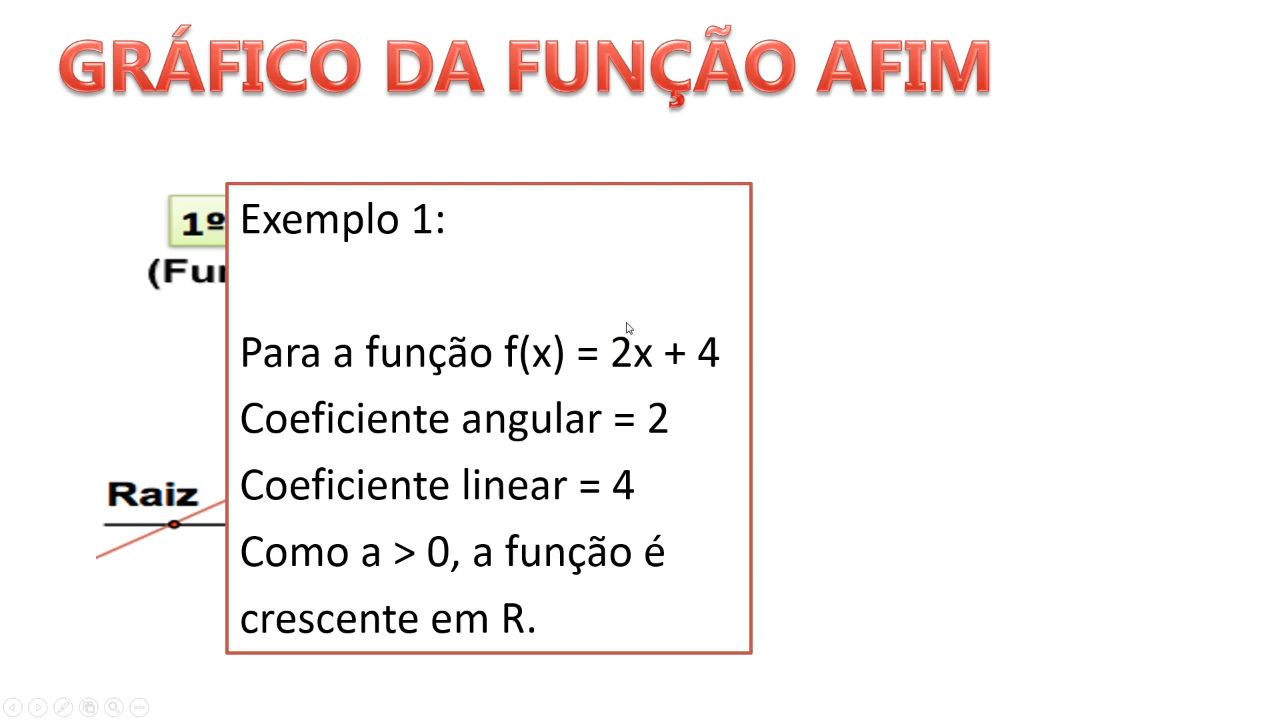 GRÁFICO DA FUNÇÃO AFIM
1º
Exemplo 1:
Para a função f(x) = 2x + 4
Coeficiente angular = 2
Coeficiente linear = 4
Raiz
Como a > 0, a função é
crescente em R.